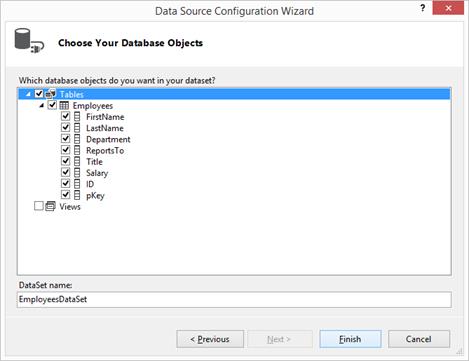 Data Source Configuration Wizard
? ×
Choose Your Database Objects
Which database objects do you want in your dataset?
Tables
Employees
FirstName
LastName
Department
ReportsTo
Title
Salary
ID
pKey
Views
DataSet name:
EmployeesDataSet
< Previous
Next >
Finish
Cancel